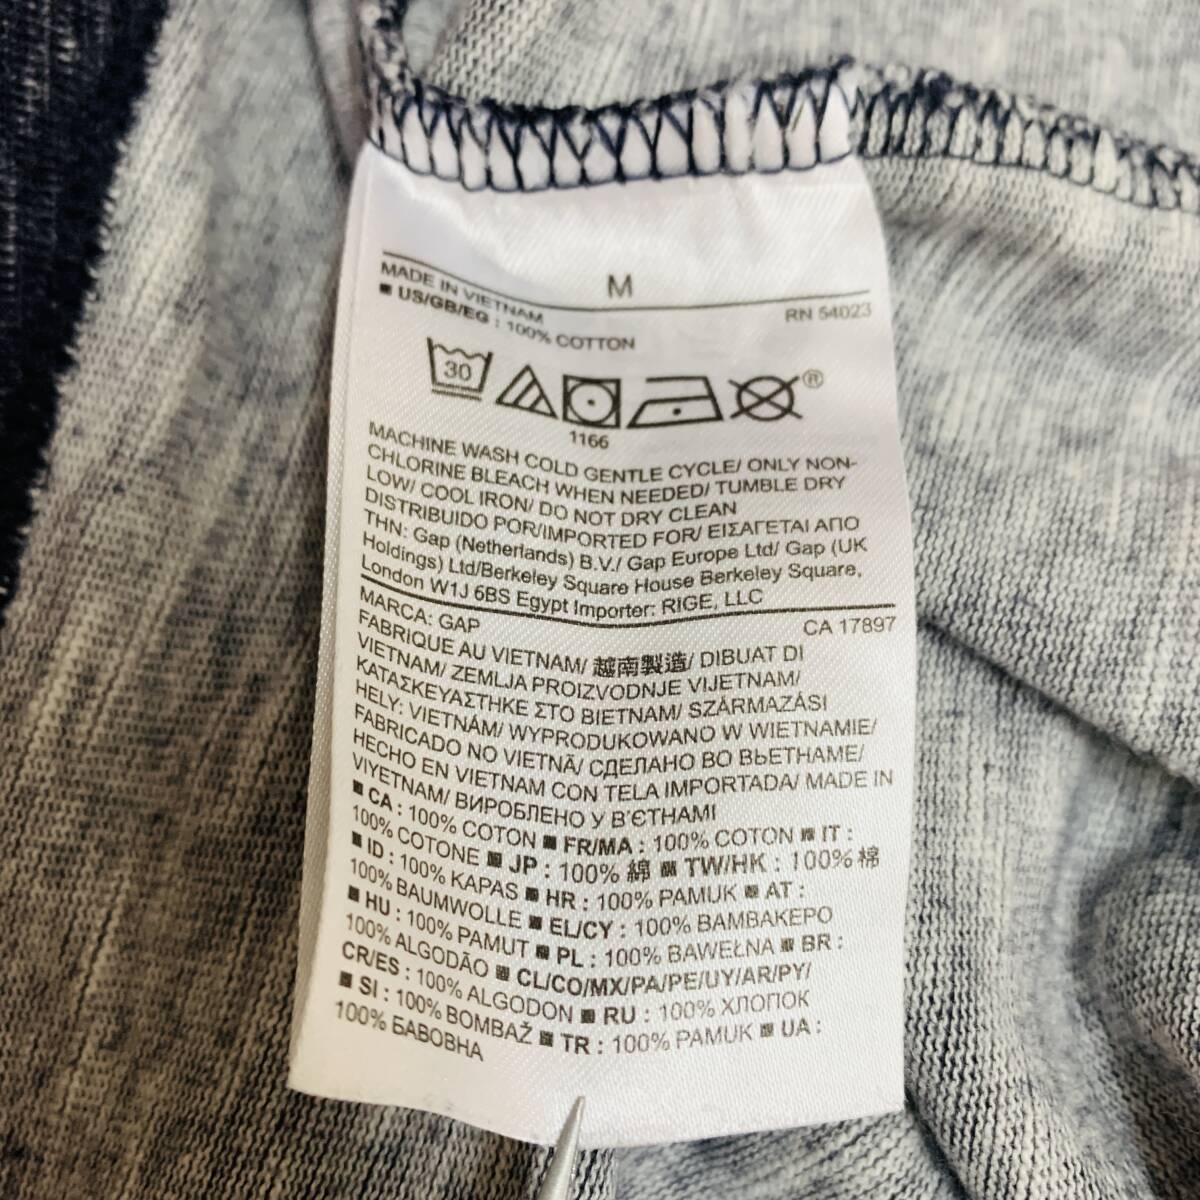 M
MADE IN VIETNAM RN 54023
■ US/GB/EG : 100% COTTON
30
®
1166
MACHINE WASH COLD GENTLE CYCLE/ ONLY NON-
CHLORINE BLEACH WHEN NEEDED/ TUMBLE DRY
LOW/ COOL IRON/ DO NOT DRY CLEAN
DISTRIBUIDO POR/IMPORTED FOR/ ΕΙΣΑΓΕΤΑΙ ΑΠΟ
ΤΗΝ: Gap (Netherlands) B.V./ Gap Europe Ltd/ Gap (UK
Holdings) Ltd/Berkeley Square House Berkeley Square,
London W1J 6BS Egypt Importer: RIGE, LLC
MARCA: GAP CA 17897
FABRIQUE AU VIETNAM/ 越南製造/ DIBUAT DI
VIETNAM/ ZEMLJA PROIZVODNJE VIJETNAM/
ΚΑΤΑΣΚΕΥΑΣΤΗΚΕ ΣΤΟ ΒΙΕΤΝΑΜ/ SZÁRMAZÁSI
HELY: VIETNÁM/ WYPRODUKOWANO W WIETNAMIE/
FABRICADO NO VIETNÃ/ СДЕЛАНО ВО ВЬЕТНАМЕ/
HECHO EN VIETNAM CON TELA IMPORTADA/ MADE IN
VIYETNAM/ ВИРОБЛЕНО У В'ЄТНАМІ
■ CA : 100% COTON ■ FR/MA : 100% COTON ■ IT :
100% COTONE ■ JP : 100% 綿 ■ TW/HK : 100% 棉
■ ID : 100% KAPAS ■ HR : 100% PAMUK ■ AT :
100% BAUMWOLLE ■ EL/CY : 100% ΒΑΜΒΑΚΕΡΟ
■ HU : 100% PAMUT ■ PL : 100% BAWEŁNA ■ BR :
100% ALGODÃO ■ CL/CO/MX/PA/PE/UY/AR/PY/
CR/ES : 100% ALGODON ■ RU : 100% ХЛОПОК
■ SI : 100% BOMBAŽ ■ TR : 100% PAMUK ■ UA :
100% БАВОВНА